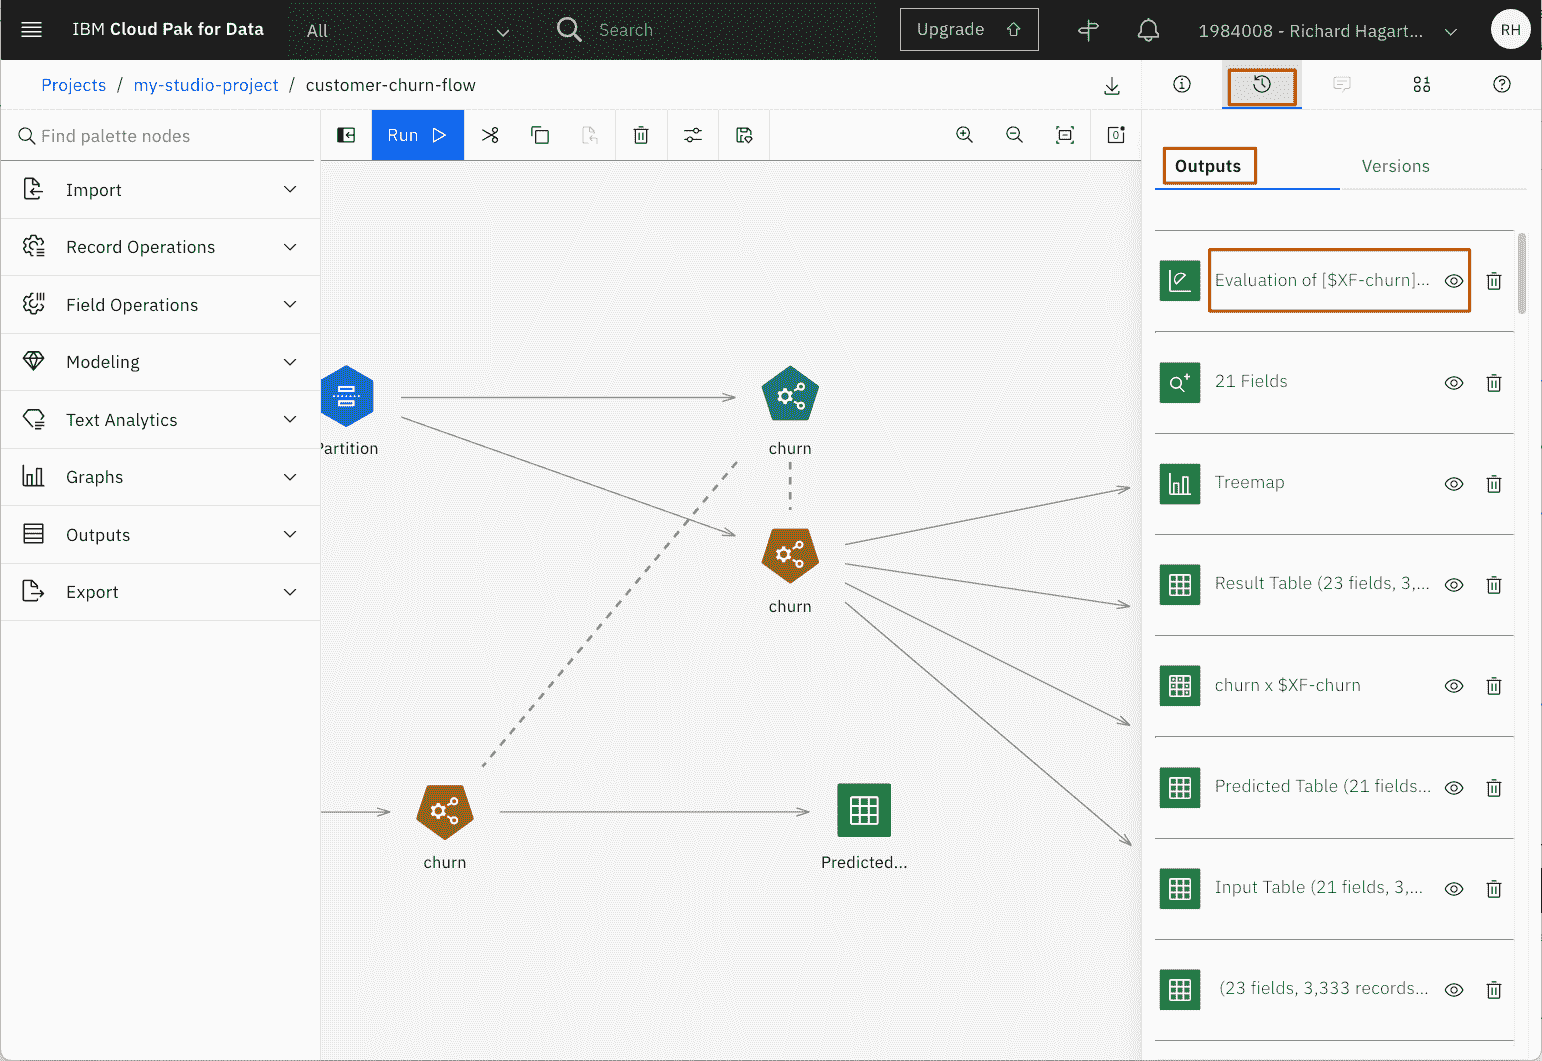 IBM Cloud Pak for Data
All
Search
Upgrade
1984008 - Richard Hagart...
RH
Projects / my-studio-project / customer-churn-flow
Find palette nodes
Run
Outputs
Versions
Import
Record Operations
Field Operations
Modeling
Text Analytics
Graphs
Outputs
Export
Partition
churn
churn
churn
Predicted...
Evaluation of [$XF-churn]...
21 Fields
Treemap
Result Table (23 fields, 3,...
churn x $XF-churn
Predicted Table (21 fields...
Input Table (21 fields, 3,...
(23 fields, 3,333 records...